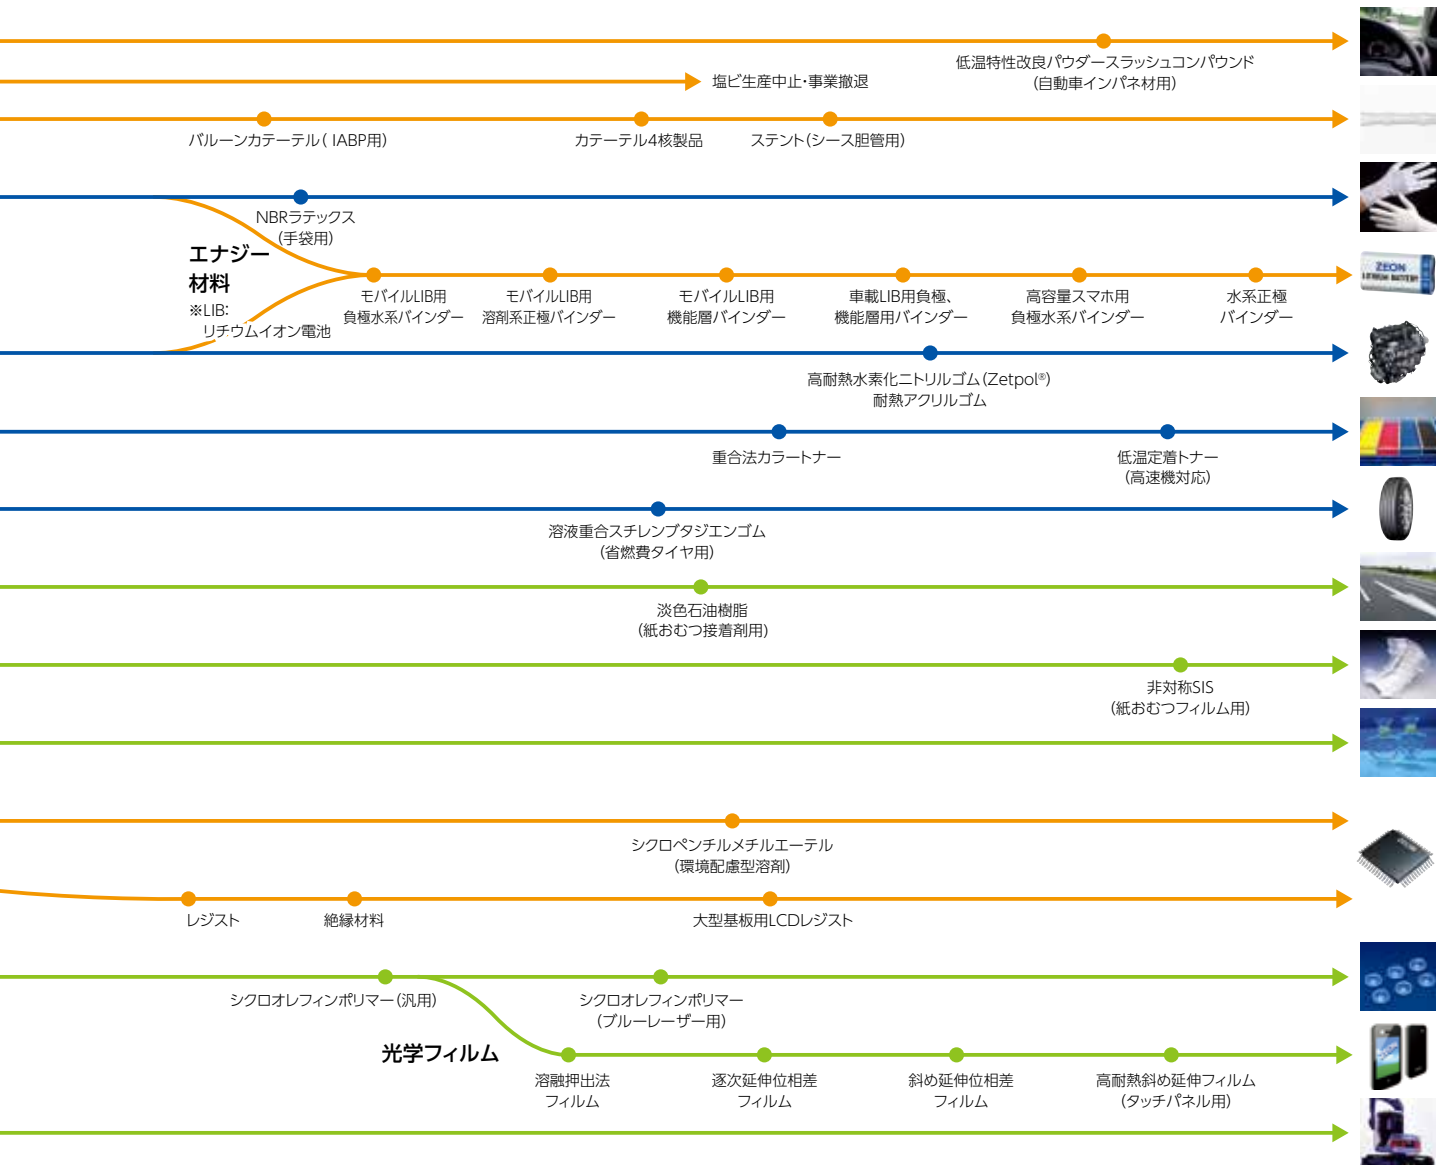 低温特性改良パウダースラッシュコンパウンド
(自動車インパネ材用)
塩ビ生産中止・事業撤退
バルーンカテーテル( IABP用)
カテーテル4核製品
ステント(シース胆管用)
NBRラテックス
(手袋用)
エナジー
材料
※LIB:
リチウムイオン電池
ZEON
LITHIUM BATTERY
モバイルLIB用
負極水系バインダー
モバイルLIB用
溶剤系正極バインダー
モバイルLIB用
機能層バインダー
車載LIB用負極、
機能層用バインダー
高容量スマホ用
負極水系バインダー
水系正極
バインダー
高耐熱水素化ニトリルゴム(Zetpol®)
耐熱アクリルゴム
重合法カラートナー
低温定着トナー
(高速機対応)
溶液重合スチレンブタジエンゴム
(省燃費タイヤ用)
淡色石油樹脂
(紙おむつ接着剤用)
非対称SIS
(紙おむつフィルム用)
シクロペンチルメチルエーテル
(環境配慮型溶剤)
レジスト
絶縁材料
大型基板用LCDレジスト
シクロオレフィンポリマー(汎用)
シクロオレフィンポリマー
(ブルーレーザー用)
光学フィルム
溶融押出法
フィルム
逐次延伸位相差
フィルム
斜め延伸位相差
フィルム
高耐熱斜め延伸フィルム
(タッチパネル用)